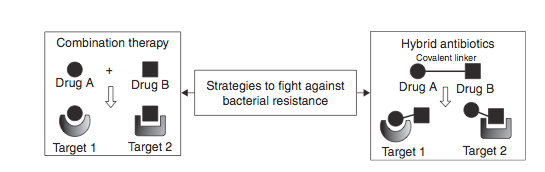 Combination therapy
+
Drug A
Drug B
Target 1
Target 2
Strategies to fight against
bacterial resistance
Hybrid antibiotics
Covalent linker
Drug A
Drug B
Target 1
Target 2